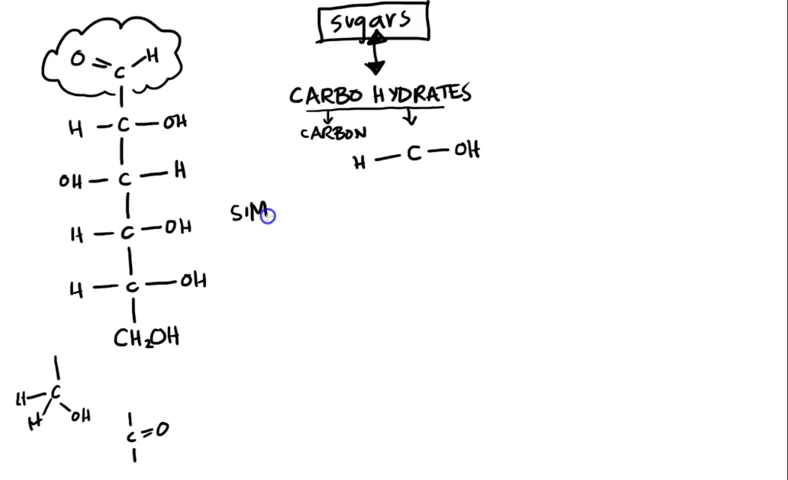 sugars
CARBO HYDRATES
CARBON
H - C - OH
SIM
O = C - H
H - C - OH
OH - C - H
H - C - OH
H - C - OH
CH₂OH
H - C
H OH
C = O